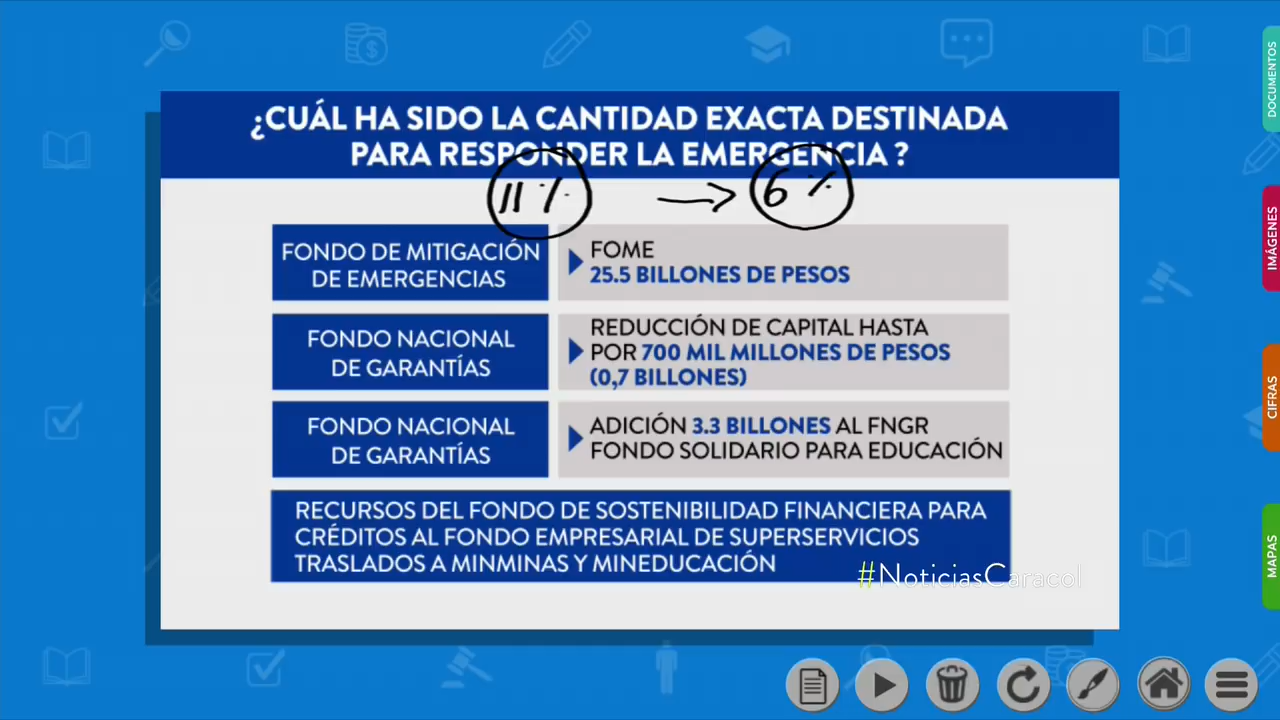 ¿CUÁL HA SIDO LA CANTIDAD EXACTA DESTINADA
PARA RESPONDER LA EMERGENCIA ?
11 % → 6 %
FONDO DE MITIGACIÓN
DE EMERGENCIAS
FOME
25.5 BILLONES DE PESOS
FONDO NACIONAL
DE GARANTÍAS
REDUCCIÓN DE CAPITAL HASTA
POR 700 MIL MILLONES DE PESOS
(0,7 BILLONES)
FONDO NACIONAL
DE GARANTÍAS
ADICIÓN 3.3 BILLONES AL FNGR
FONDO SOLIDARIO PARA EDUCACIÓN
RECURSOS DEL FONDO DE SOSTENIBILIDAD FINANCIERA PARA
CRÉDITOS AL FONDO EMPRESARIAL DE SUPERSERVICIOS
TRASLADOS A MINMINAS Y MINEDUCACIÓN
#NoticiasCaracol
DOCUMENTOS
IMÁGENES
CIFRAS
MAPAS